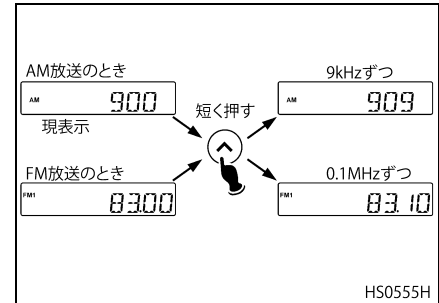 AM放送のとき
AM 900
現表示
短く押す
9kHzずつ
AM 909
FM放送のとき
FM1 83.00
0.1MHzずつ
FM1 83.10
HS0555H